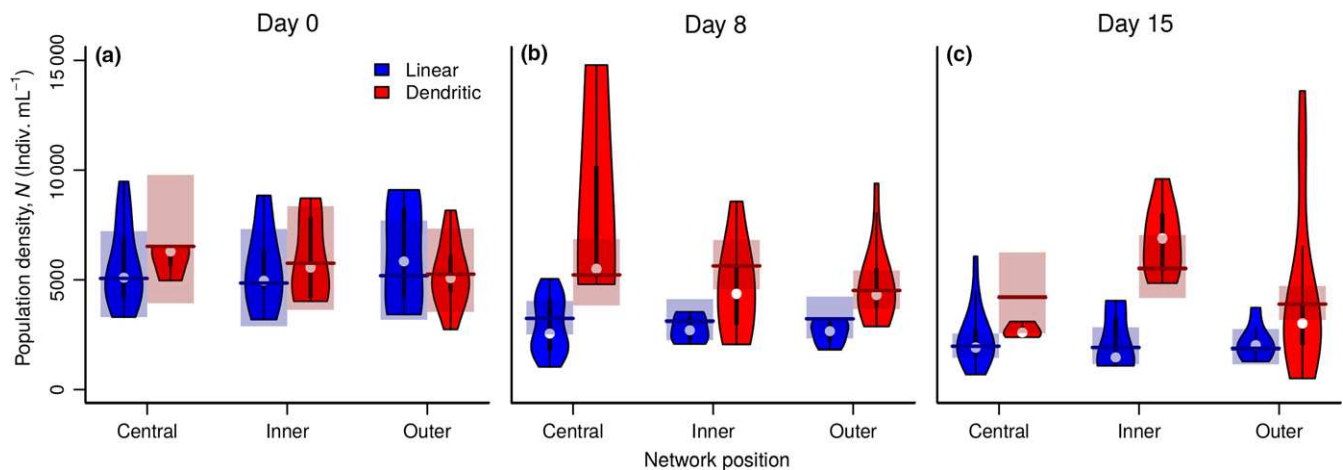 Day 0
Day 8
Day 15
(a)
(b)
(c)
Linear
Dendritic
Population density, N (Indiv. mL−1)
15 000
10 000
5000
0
Central Inner Outer
Central Inner Outer
Central Inner Outer
Network position